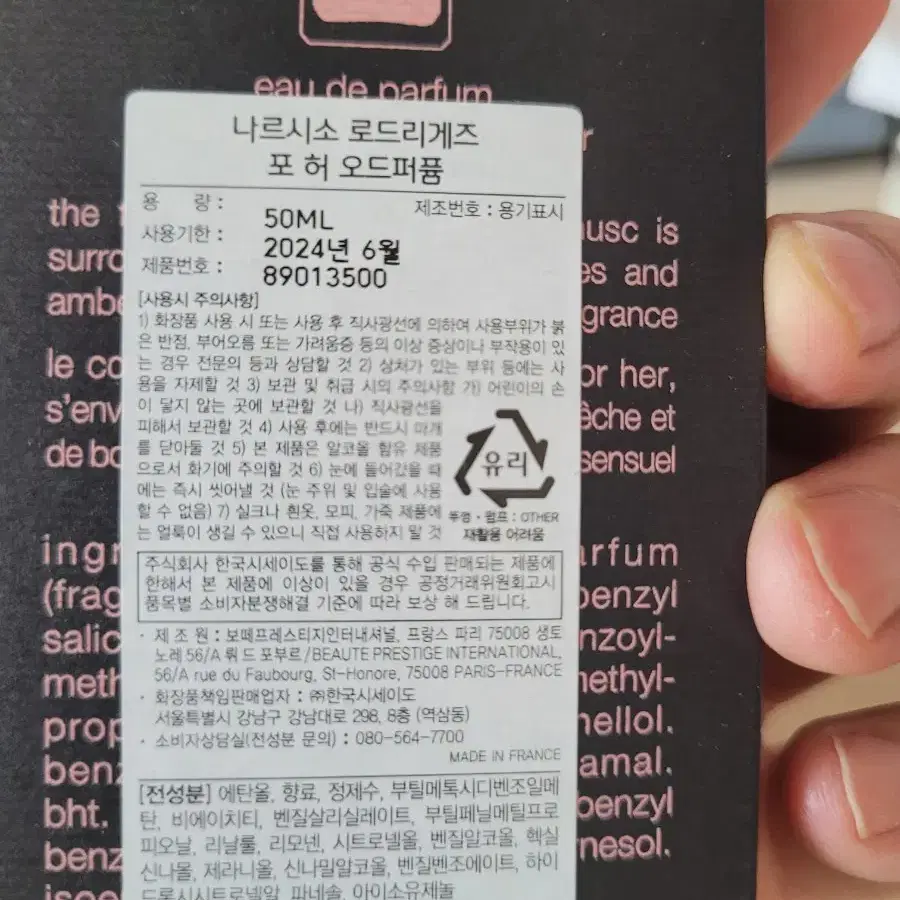 eau de parfum
나르시소 로드리게즈
포 허 오드퍼퓸
용 량 : 50ML
제조번호 : 용기표시
사용기한 : 2024년 6월
제품번호 : 89013500
[사용시 주의사항]
1) 화장품 사용 시 또는 사용 후 직사광선에 의하여 사용부위가 붉
은 반점, 부어오름 또는 가려움증 등의 이상 증상이나 부작용이 있
는 경우 전문의 등과 상담할 것 2) 상처가 있는 부위 등에는 사
용을 자제할 것 3) 보관 및 취급 시의 주의사항 가) 어린이의 손
이 닿지 않는 곳에 보관할 것 나) 직사광선을
피해서 보관할 것 4) 사용 후에는 반드시 마개
를 닫아둘 것 5) 본 제품은 알코올 함유 제품
으로서 화기에 주의할 것 6) 눈에 들어갔을 때
에는 즉시 씻어낼 것 (눈 주위 및 입술에 사용
할 수 없음) 7) 실크나 흰옷, 모피, 가죽 제품에
는 얼룩이 생길 수 있으니 직접 사용하지 말 것
유리
뚜껑 · 펌프 : OTHER
재활용 어려움
주식회사 한국시세이도를 통해 공식 수입 판매되는 제품에
한해서 본 제품에 이상이 있을 경우 공정거래위원회고시
품목별 소비자분쟁해결 기준에 따라 보상 해 드립니다.
· 제 조 원 : 보떼프레스티지인터내셔널, 프랑스 파리 75008 생토
노레 56/A 뤼 드 포부르/BEAUTE PRESTIGE INTERNATIONAL,
56/A rue du Faubourg, St-Honore, 75008 PARIS-FRANCE
· 화장품책임판매업자 : ㈜한국시세이도
서울특별시 강남구 강남대로 298, 8층 (역삼동)
· 소비자상담실(전성분 문의) : 080-564-7700
MADE IN FRANCE
[전성분] 에탄올, 향료, 정제수, 부틸메톡시디벤조일메
탄, 비에이치티, 벤질살리실레이트, 부틸페닐메틸프로
피오날, 리날룰, 리모넨, 시트로넬올, 벤질알코올, 헥실
신나몰, 제라니올, 신나밀알코올, 벤질벤조에이트, 하이
드록시시트로넬알, 파네솔, 아이소유제놀
the
musc is
surro
es and
ambe
grance
le co
or her,
s'env
êche et
de bo
sensuel
ingr
arfum
(frag
benzyl
salic
nzoyl-
meth
nethyl-
prop
nellol.
benz
amal.
bht.
benzyl
benz
nesol.